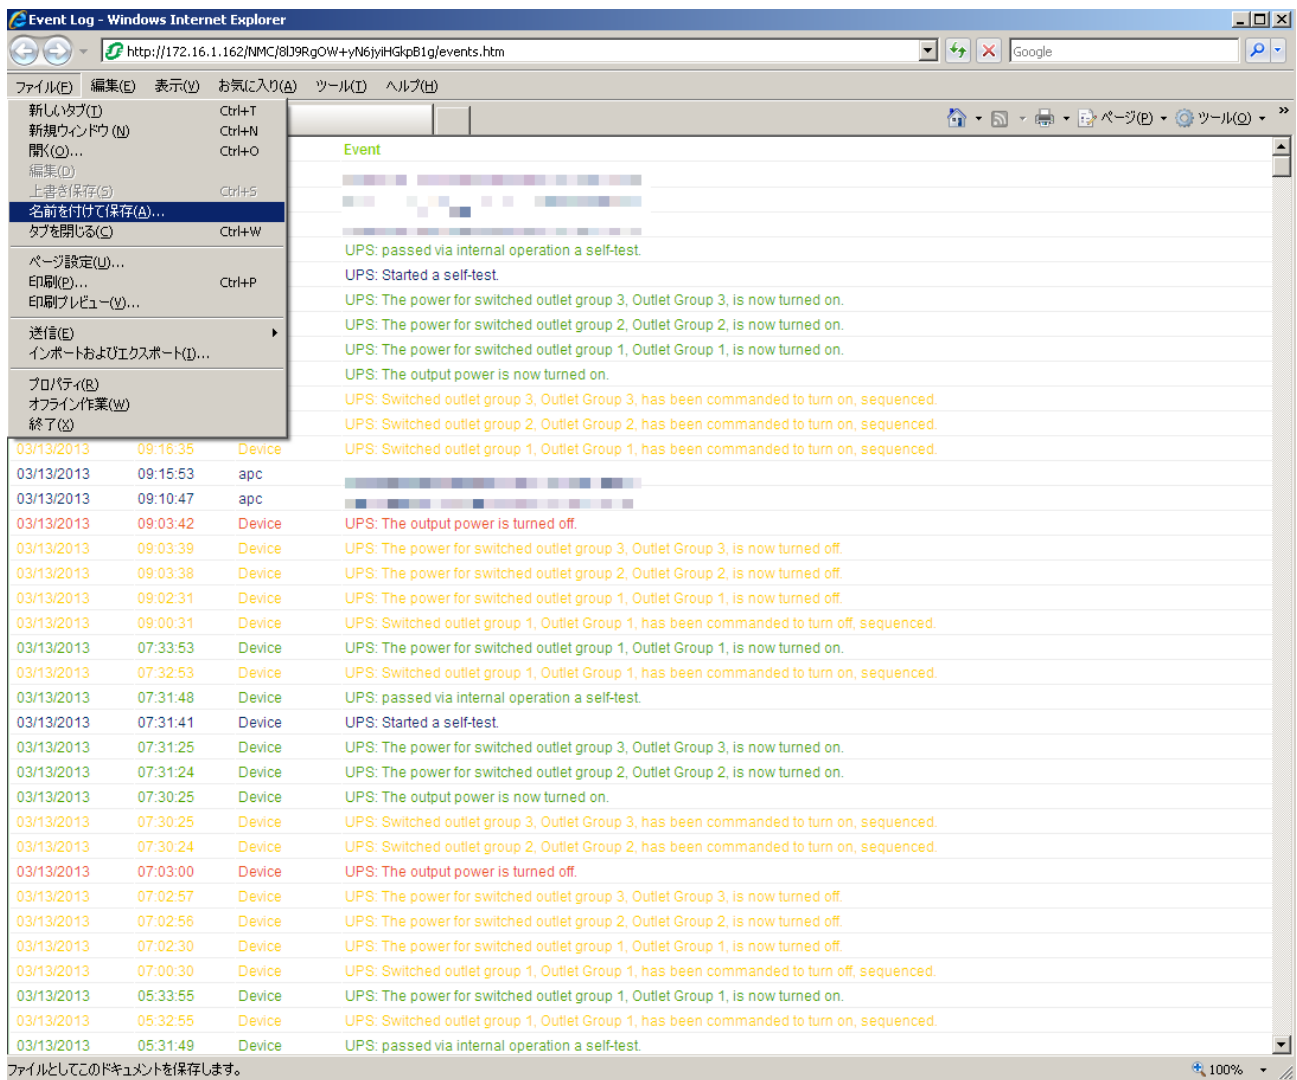 Event Log - Windows Internet Explorer
http://172.16.1.162/NMC/8lJ9RgOW+yN6jyiHGkpB1g/events.htm
Google
ファイル(F) 編集(E) 表示(V) お気に入り(A) ツール(T) ヘルプ(H)
新しいタブ(T) Ctrl+T
新規ウィンドウ(N) Ctrl+N
開く(O)... Ctrl+O
編集(D)
上書き保存(S) Ctrl+S
名前を付けて保存(A)...
タブを閉じる(C) Ctrl+W
ページ設定(U)...
印刷(P)... Ctrl+P
印刷プレビュー(V)...
送信(E)
インポートおよびエクスポート(I)...
プロパティ(R)
オフライン作業(W)
終了(X)
ページ(P) ツール(O) »
Event
UPS: passed via internal operation a self-test.
UPS: Started a self-test.
UPS: The power for switched outlet group 3, Outlet Group 3, is now turned on.
UPS: The power for switched outlet group 2, Outlet Group 2, is now turned on.
UPS: The power for switched outlet group 1, Outlet Group 1, is now turned on.
UPS: The output power is now turned on.
UPS: Switched outlet group 3, Outlet Group 3, has been commanded to turn on, sequenced.
UPS: Switched outlet group 2, Outlet Group 2, has been commanded to turn on, sequenced.
03/13/2013 09:16:35 Device UPS: Switched outlet group 1, Outlet Group 1, has been commanded to turn on, sequenced.
03/13/2013 09:15:53 apc
03/13/2013 09:10:47 apc
03/13/2013 09:03:42 Device UPS: The output power is turned off.
03/13/2013 09:03:39 Device UPS: The power for switched outlet group 3, Outlet Group 3, is now turned off.
03/13/2013 09:03:38 Device UPS: The power for switched outlet group 2, Outlet Group 2, is now turned off.
03/13/2013 09:02:31 Device UPS: The power for switched outlet group 1, Outlet Group 1, is now turned off.
03/13/2013 09:00:31 Device UPS: Switched outlet group 1, Outlet Group 1, has been commanded to turn off, sequenced.
03/13/2013 07:33:53 Device UPS: The power for switched outlet group 1, Outlet Group 1, is now turned on.
03/13/2013 07:32:53 Device UPS: Switched outlet group 1, Outlet Group 1, has been commanded to turn on, sequenced.
03/13/2013 07:31:48 Device UPS: passed via internal operation a self-test.
03/13/2013 07:31:41 Device UPS: Started a self-test.
03/13/2013 07:31:25 Device UPS: The power for switched outlet group 3, Outlet Group 3, is now turned on.
03/13/2013 07:31:24 Device UPS: The power for switched outlet group 2, Outlet Group 2, is now turned on.
03/13/2013 07:30:25 Device UPS: The output power is now turned on.
03/13/2013 07:30:25 Device UPS: Switched outlet group 3, Outlet Group 3, has been commanded to turn on, sequenced.
03/13/2013 07:30:24 Device UPS: Switched outlet group 2, Outlet Group 2, has been commanded to turn on, sequenced.
03/13/2013 07:03:00 Device UPS: The output power is turned off.
03/13/2013 07:02:57 Device UPS: The power for switched outlet group 3, Outlet Group 3, is now turned off.
03/13/2013 07:02:56 Device UPS: The power for switched outlet group 2, Outlet Group 2, is now turned off.
03/13/2013 07:02:30 Device UPS: The power for switched outlet group 1, Outlet Group 1, is now turned off.
03/13/2013 07:00:30 Device UPS: Switched outlet group 1, Outlet Group 1, has been commanded to turn off, sequenced.
03/13/2013 05:33:55 Device UPS: The power for switched outlet group 1, Outlet Group 1, is now turned on.
03/13/2013 05:32:55 Device UPS: Switched outlet group 1, Outlet Group 1, has been commanded to turn on, sequenced.
03/13/2013 05:31:49 Device UPS: passed via internal operation a self-test.
ファイルとしてこのドキュメントを保存します。 100%